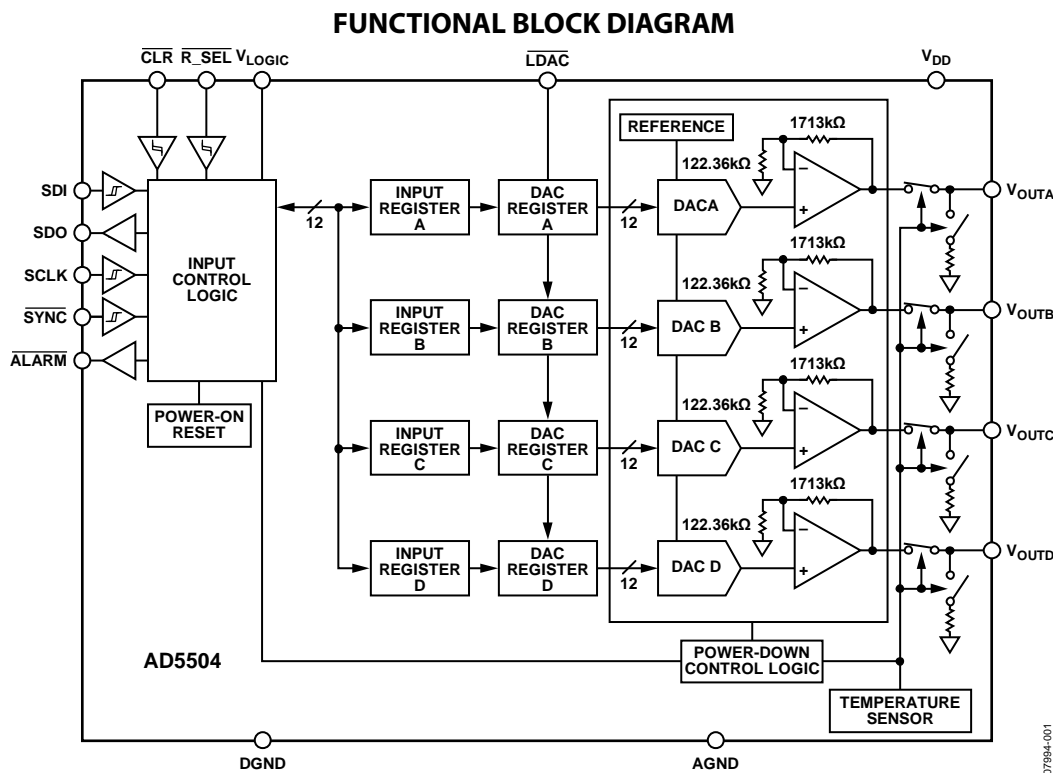 FUNCTIONAL BLOCK DIAGRAM
CLR R_SEL VLOGIC LDAC VDD
REFERENCE
1713kΩ
122.36kΩ
SDI
SDO
SCLK
SYNC
ALARM
INPUT
CONTROL
LOGIC
POWER-ON
RESET
12
INPUT
REGISTER
A
DAC
REGISTER
A
12
DACA
−
+
VOUTA
1713kΩ
122.36kΩ
INPUT
REGISTER
B
DAC
REGISTER
B
12
DAC B
−
+
VOUTB
1713kΩ
122.36kΩ
INPUT
REGISTER
C
DAC
REGISTER
C
12
DAC C
−
+
VOUTC
1713kΩ
122.36kΩ
INPUT
REGISTER
D
DAC
REGISTER
D
12
DAC D
−
+
VOUTD
AD5504
POWER-DOWN
CONTROL LOGIC
TEMPERATURE
SENSOR
DGND
AGND
07994-001